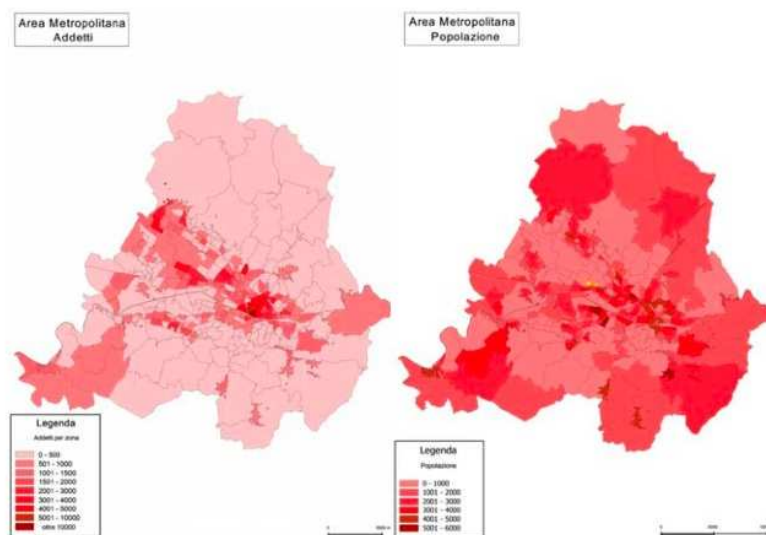 Area Metropolitana
Addetti
Area Metropolitana
Popolazione
Legenda
Addetti per zona
0 - 500
501 - 1000
1001 - 1500
1501 - 2000
2001 - 3000
3001 - 4000
4001 - 5000
5001 - 10000
oltre 10000
Legenda
Popolazione
0 - 1000
1001 - 2000
2001 - 3000
3001 - 4000
4001 - 5000
5001 - 6000